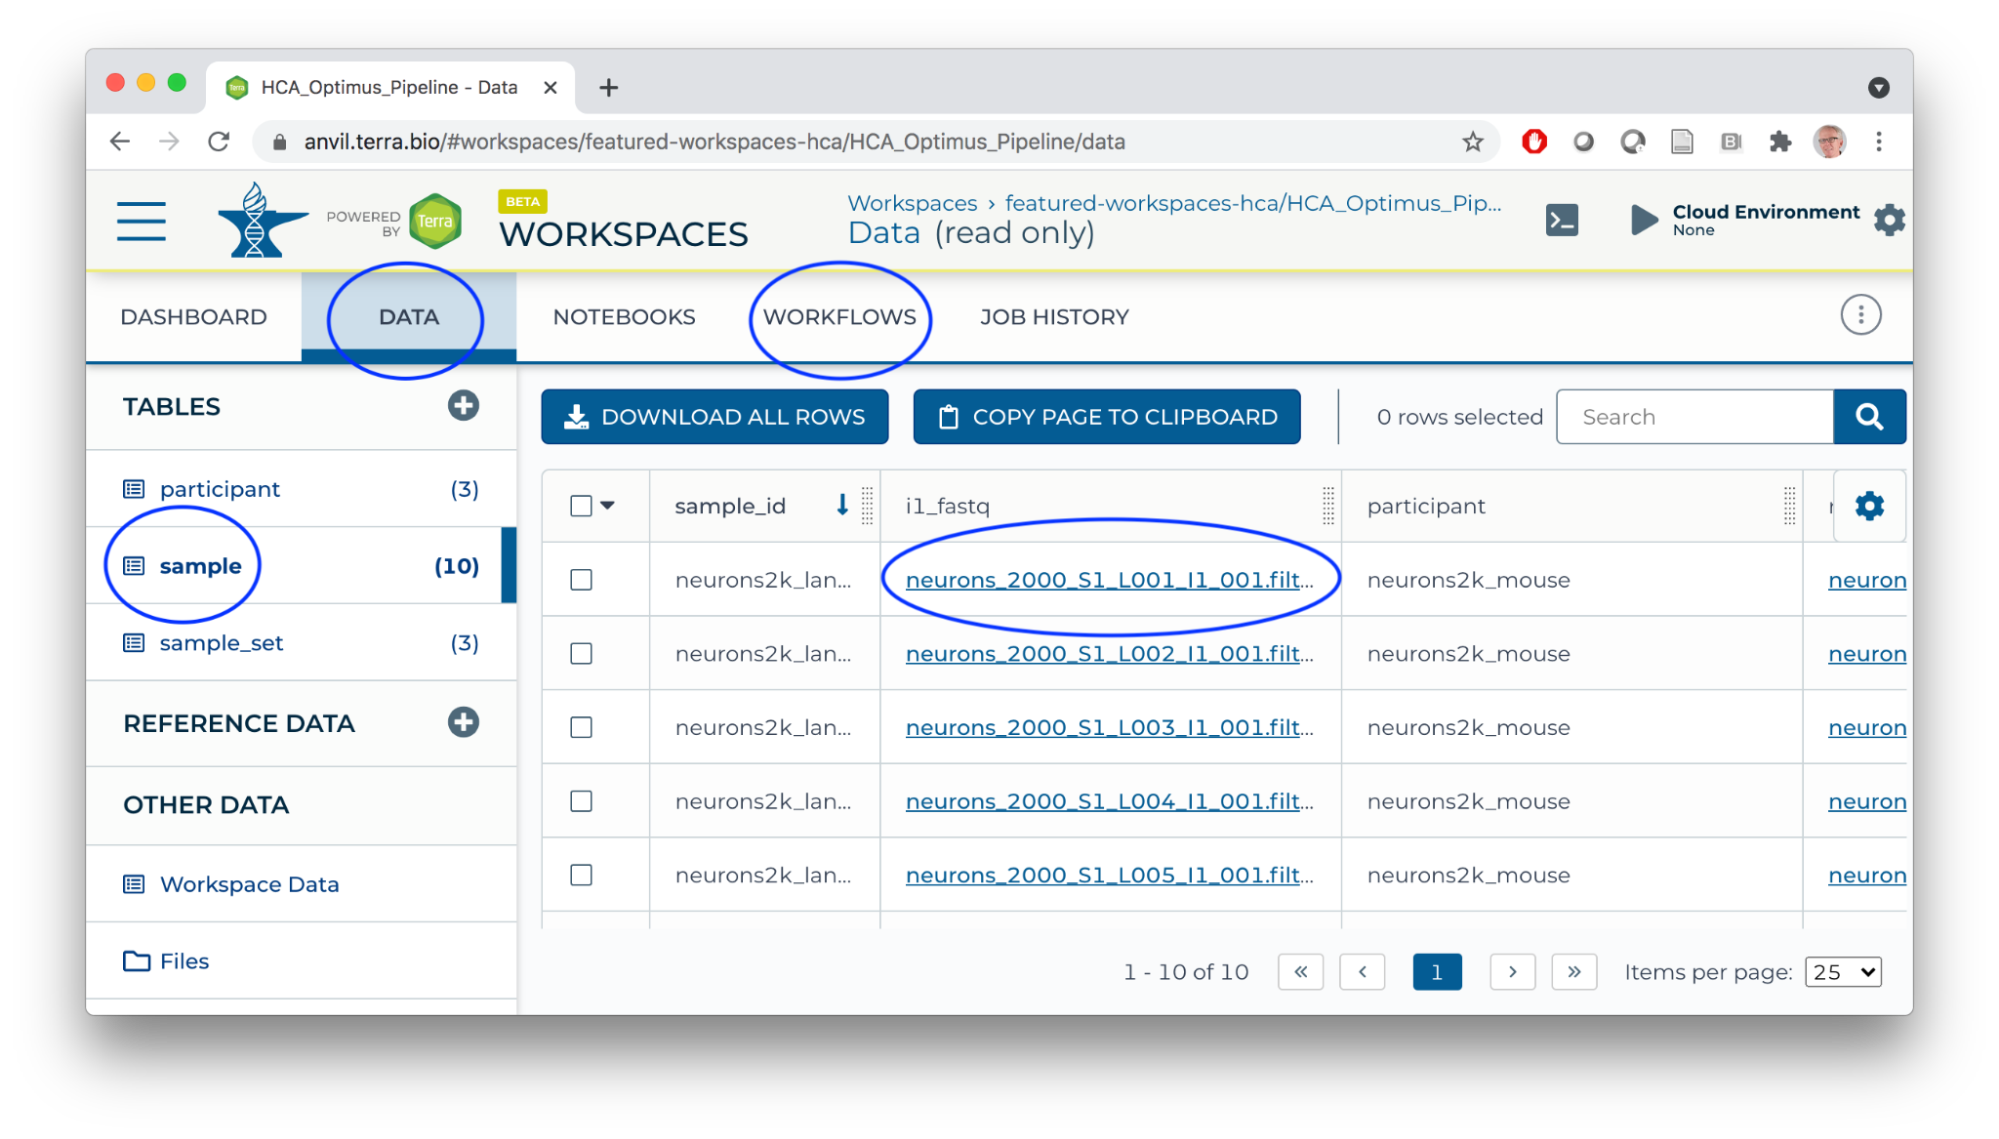 HCA_Optimus_Pipeline - Data
anvil.terra.bio/#workspaces/featured-workspaces-hca/HCA_Optimus_Pipeline/data
POWERED BY
Terra
BETA
WORKSPACES
Workspaces › featured-workspaces-hca/HCA_Optimus_Pip...
Data (read only)
Cloud Environment
None
DASHBOARD DATA NOTEBOOKS WORKFLOWS JOB HISTORY
TABLES
DOWNLOAD ALL ROWS COPY PAGE TO CLIPBOARD 0 rows selected Search
participant (3)
sample_id i1_fastq participant
sample (10)
neurons2k_lan... neurons_2000_S1_L001_I1_001.filt... neurons2k_mouse neuron
sample_set (3)
neurons2k_lan... neurons_2000_S1_L002_I1_001.filt... neurons2k_mouse neuron
REFERENCE DATA
neurons2k_lan... neurons_2000_S1_L003_I1_001.filt... neurons2k_mouse neuron
OTHER DATA
neurons2k_lan... neurons_2000_S1_L004_I1_001.filt... neurons2k_mouse neuron
Workspace Data
neurons2k_lan... neurons_2000_S1_L005_I1_001.filt... neurons2k_mouse neuron
Files
1 - 10 of 10 « ‹ 1 › » Items per page: 25